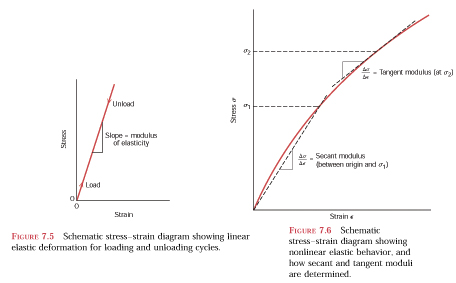 Stress
Unload
Slope = modulus
of elasticity
Load
O
O
Strain
FIGURE 7.5 Schematic stress–strain diagram showing linear
elastic deformation for loading and unloading cycles.
Stress σ
σ2
σ1
Δσ
Δϵ
= Tangent modulus (at σ2)
Δσ
Δϵ
= Secant modulus
(between origin and σ1)
Strain ϵ
FIGURE 7.6 Schematic
stress–strain diagram showing
nonlinear elastic behavior, and
how secant and tangent moduli
are determined.